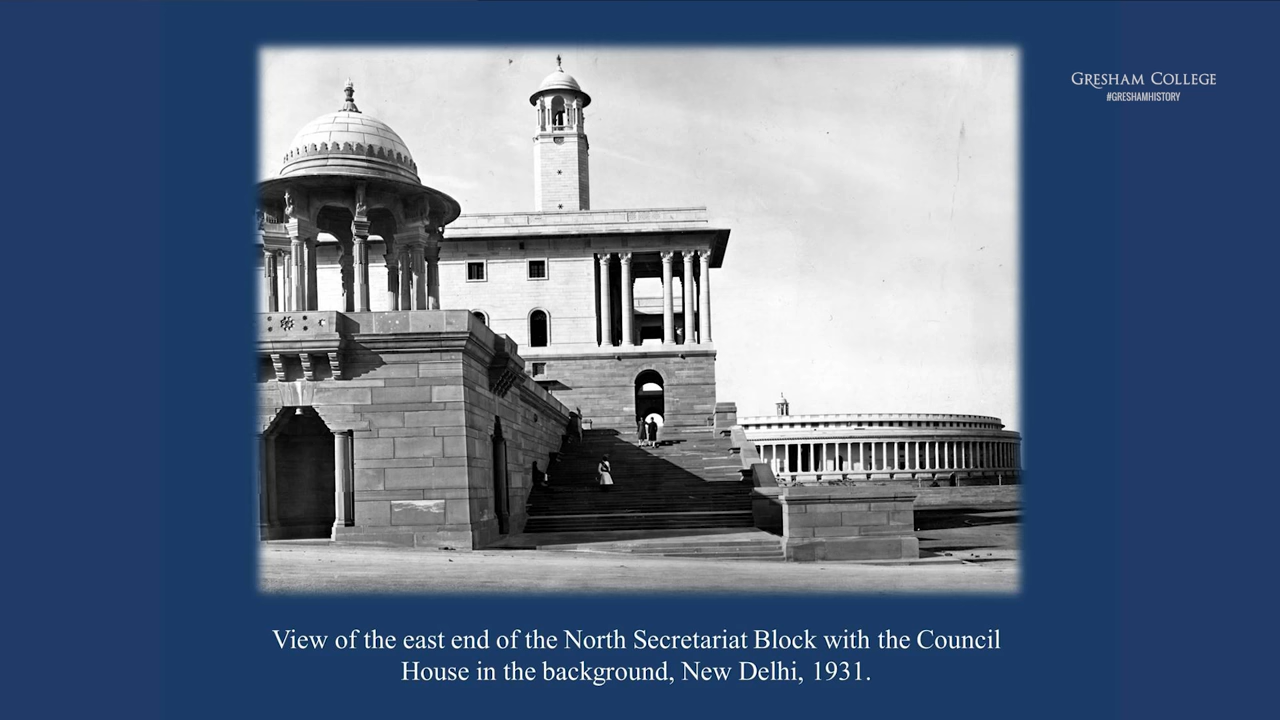 GRESHAM COLLEGE
#GRESHAMHISTORY
View of the east end of the North Secretariat Block with the Council
House in the background, New Delhi, 1931.